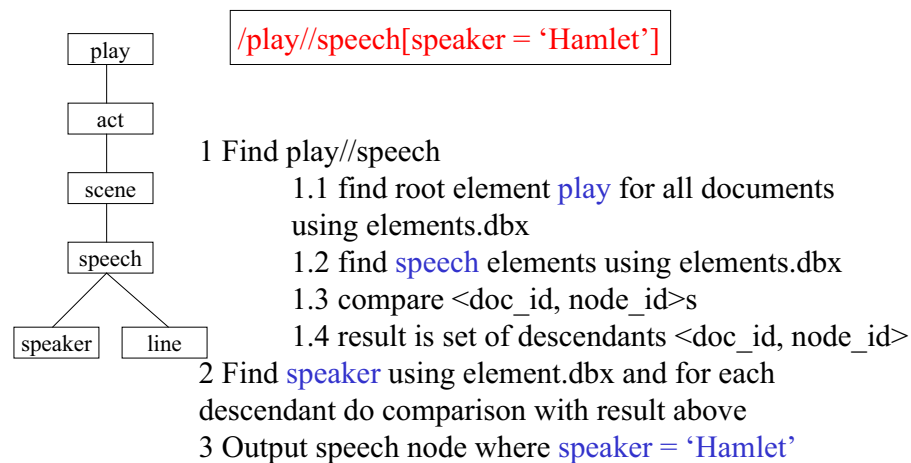 /play//speech[speaker = ‘Hamlet’]
play
act
scene
speech
speaker line
1 Find play//speech
1.1 find root element play for all documents
using elements.dbx
1.2 find speech elements using elements.dbx
1.3 compare <doc_id, node_id>s
1.4 result is set of descendants <doc_id, node_id>
2 Find speaker using element.dbx and for each
descendant do comparison with result above
3 Output speech node where speaker = ‘Hamlet’